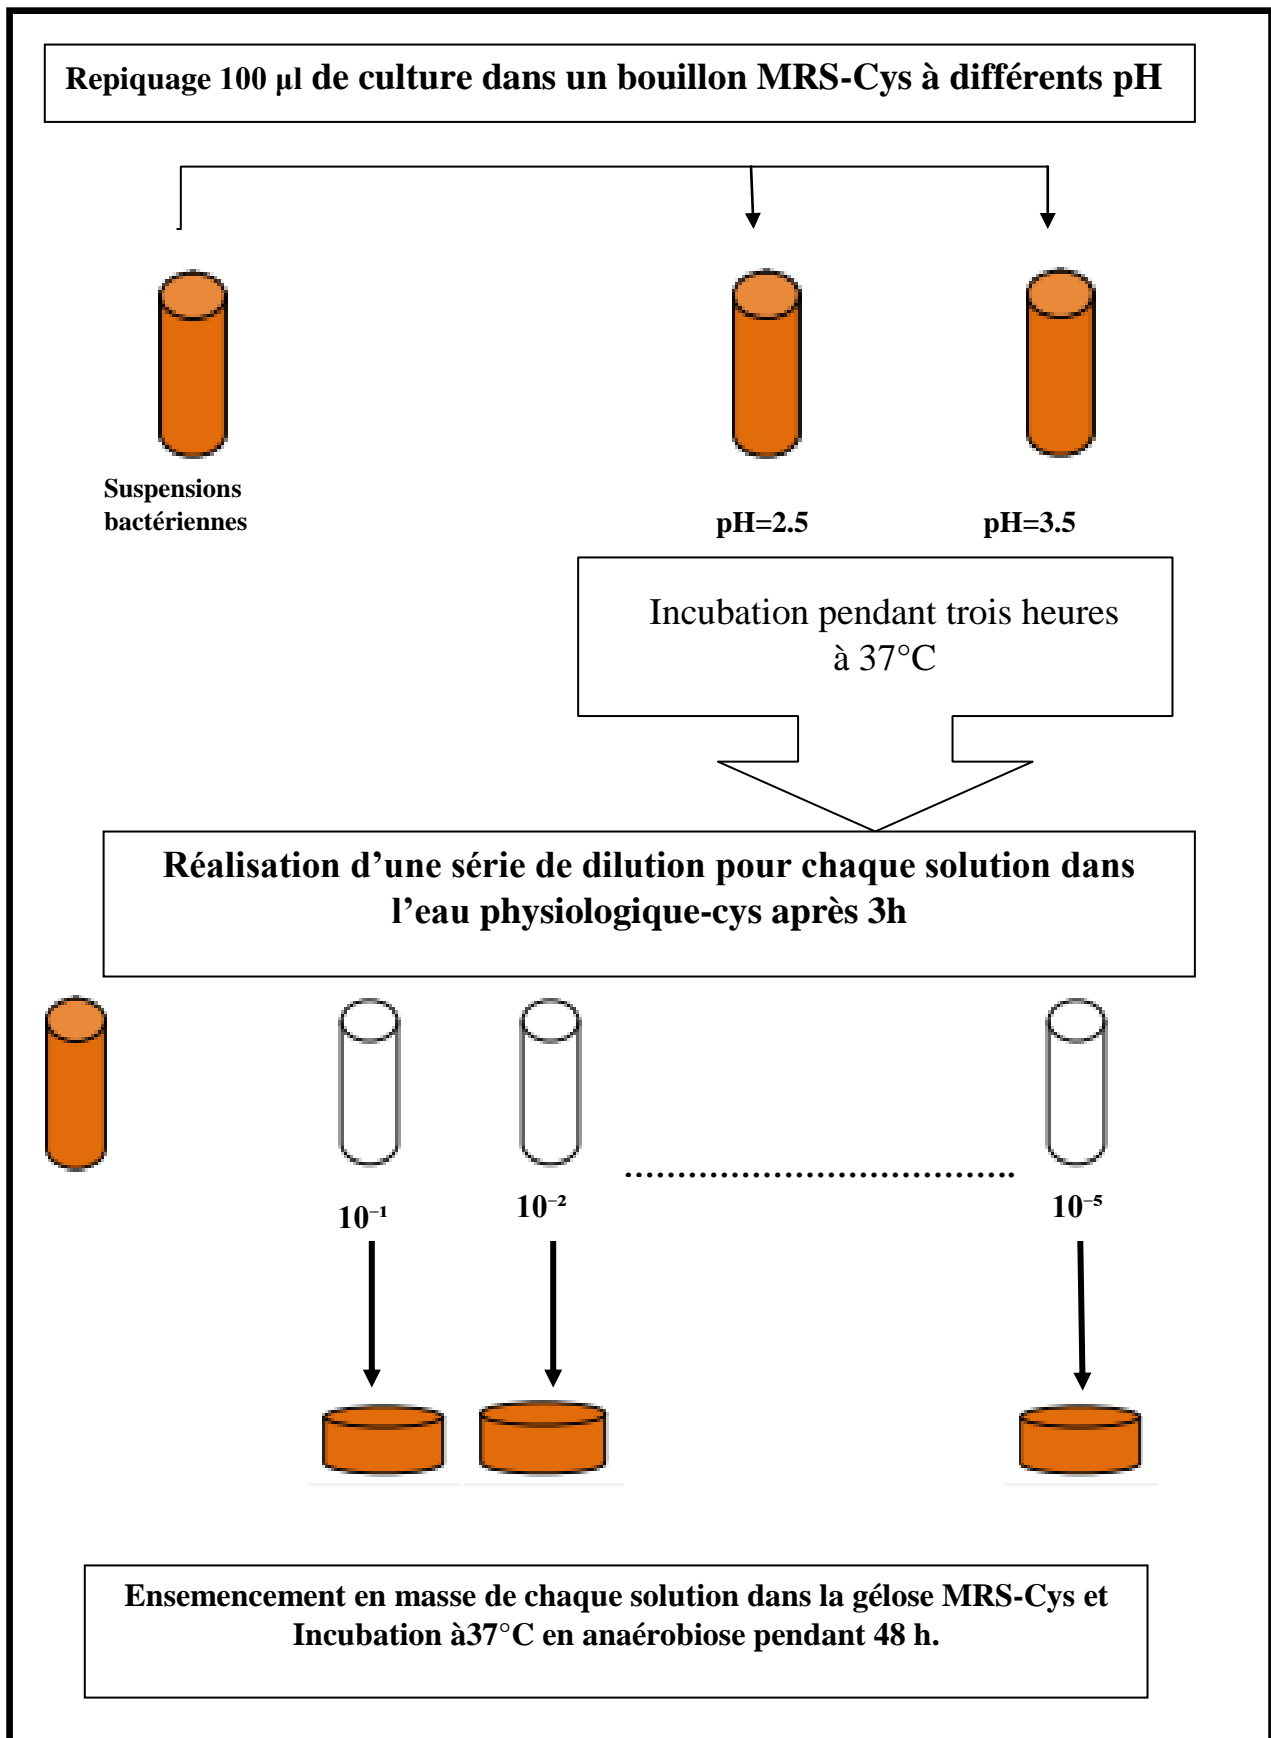 Repiquage 100 µl de culture dans un bouillon MRS-Cys à différents pH
Suspensions
bactériennes
pH=2.5
pH=3.5
Incubation pendant trois heures
à 37°C
Réalisation d’une série de dilution pour chaque solution dans
l’eau physiologique-cys après 3h
10⁻¹
10⁻²
10⁻⁵
Ensemencement en masse de chaque solution dans la gélose MRS-Cys et
Incubation à37°C en anaérobiose pendant 48 h.